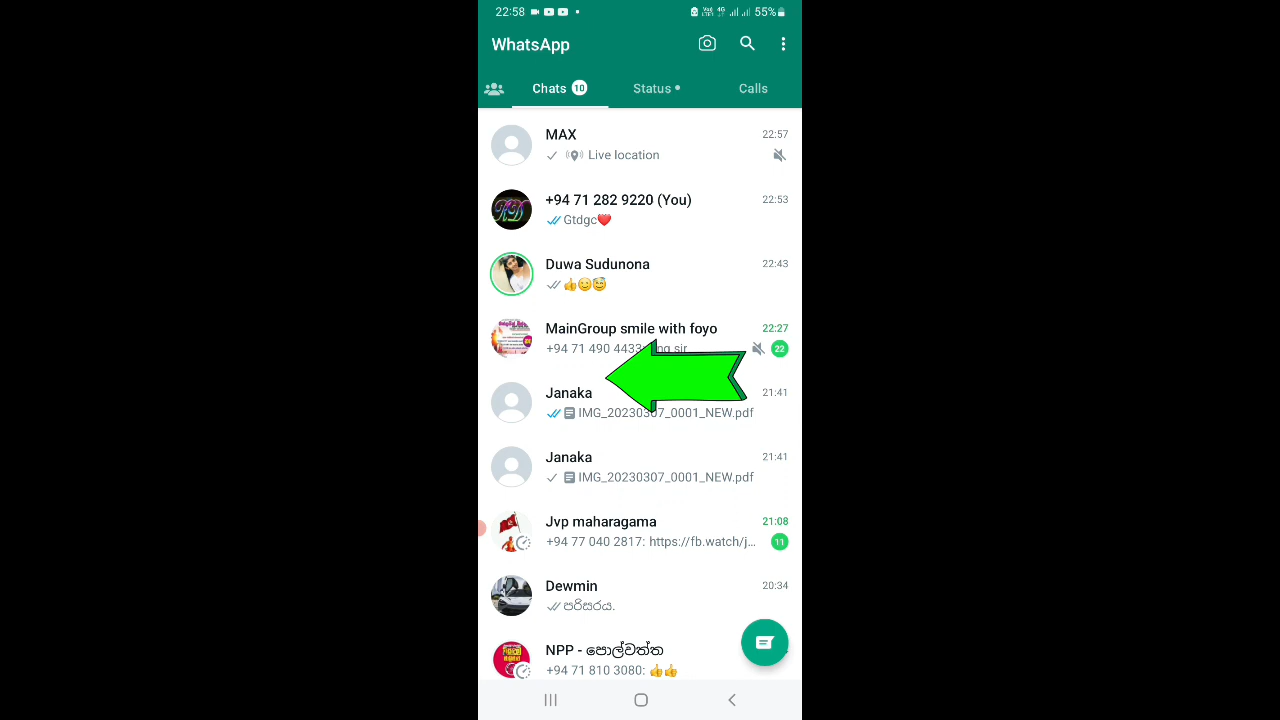 22:58 55%
WhatsApp
Chats 10 Status Calls
MAX 22:57
Live location
+94 71 282 9220 (You) 22:53
Gtdgc❤️
Duwa Sudunona 22:43
👍😊😇
MainGroup smile with foyo 22:27
+94 71 490 4433: sir 22
Janaka 21:41
IMG_20230307_0001_NEW.pdf
Janaka 21:41
IMG_20230307_0001_NEW.pdf
Jvp maharagama 21:08
+94 77 040 2817: https://fb.watch/j... 11
Dewmin 20:34
පරිසරය.
NPP - පොල්වත්ත
+94 71 810 3080: 👍👍